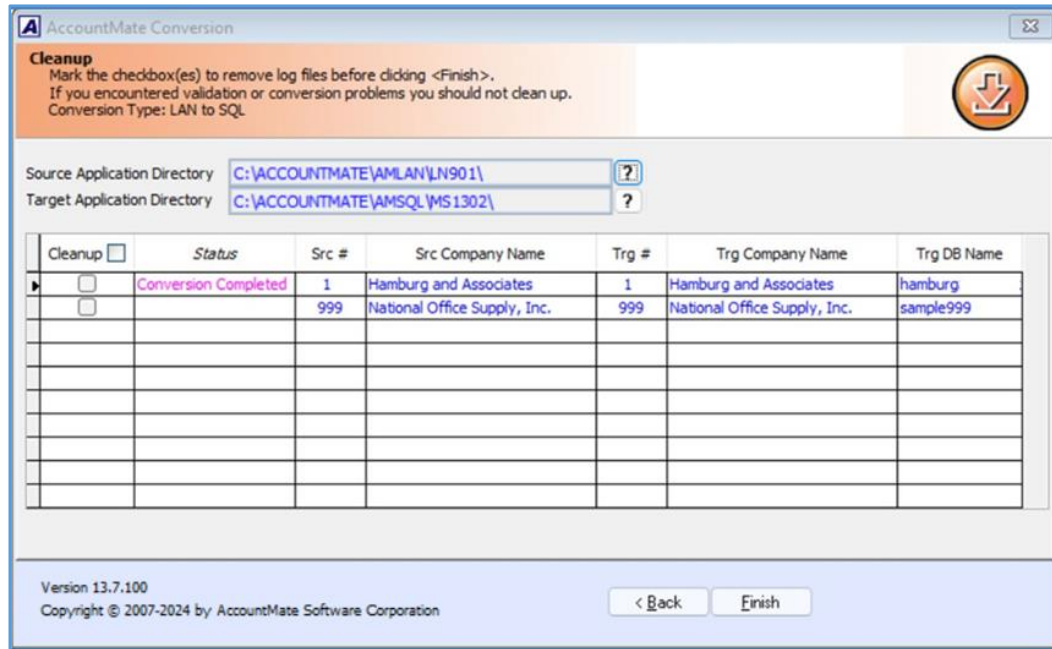 AccountMate Conversion
Cleanup
Mark the checkbox(es) to remove log files before clicking <Finish>.
If you encountered validation or conversion problems you should not clean up.
Conversion Type: LAN to SQL
Source Application Directory C:\ACCOUNTMATE\AMLAN\LN901\ ?
Target Application Directory C:\ACCOUNTMATE\AMSQL\MS1302\ ?
Cleanup Status Src # Src Company Name Trg # Trg Company Name Trg DB Name
Conversion Completed 1 Hamburg and Associates 1 Hamburg and Associates hamburg
999 National Office Supply, Inc. 999 National Office Supply, Inc. sample999
Version 13.7.100
Copyright © 2007-2024 by AccountMate Software Corporation
< Back Finish